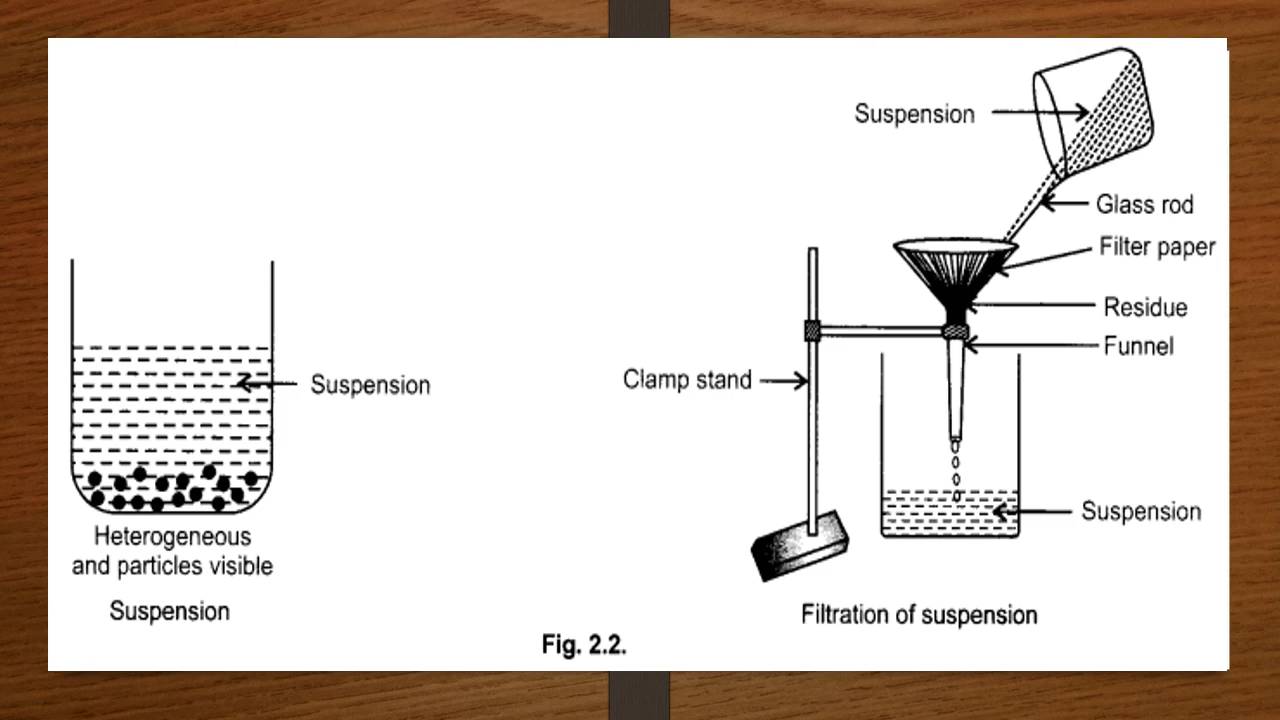 Suspension
Heterogeneous
and particles visible
Suspension
Suspension
Glass rod
Filter paper
Residue
Funnel
Clamp stand
Suspension
Filtration of suspension
Fig. 2.2.